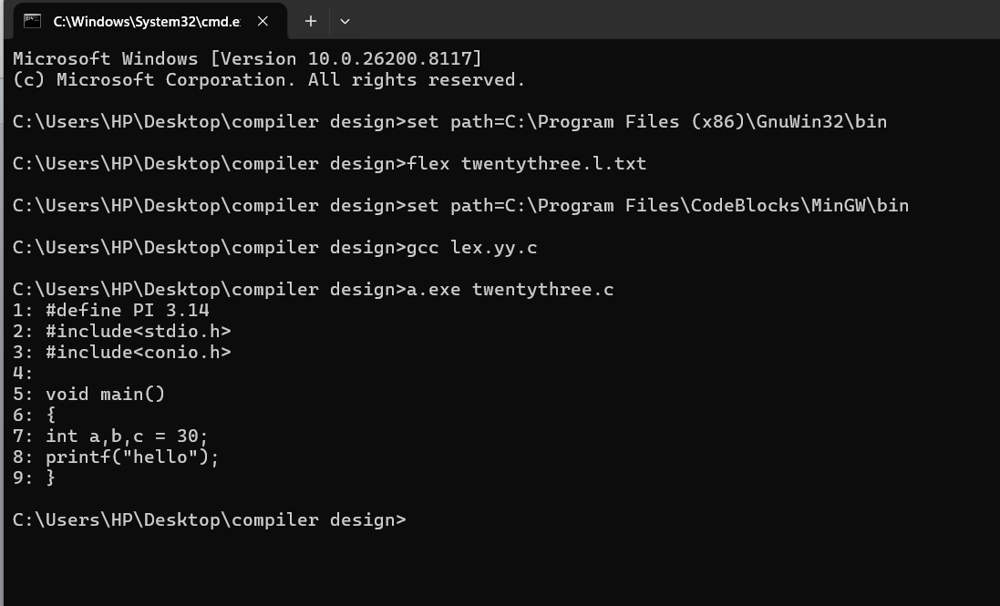 C:\Windows\System32\cmd.e
Microsoft Windows [Version 10.0.26200.8117]
(c) Microsoft Corporation. All rights reserved.
C:\Users\HP\Desktop\compiler design>set path=C:\Program Files (x86)\GnuWin32\bin
C:\Users\HP\Desktop\compiler design>flex twentythree.l.txt
C:\Users\HP\Desktop\compiler design>set path=C:\Program Files\CodeBlocks\MinGW\bin
C:\Users\HP\Desktop\compiler design>gcc lex.yy.c
C:\Users\HP\Desktop\compiler design>a.exe twentythree.c
1: #define PI 3.14
2: #include<stdio.h>
3: #include<conio.h>
4:
5: void main()
6: {
7: int a,b,c = 30;
8: printf("hello");
9: }
C:\Users\HP\Desktop\compiler design>